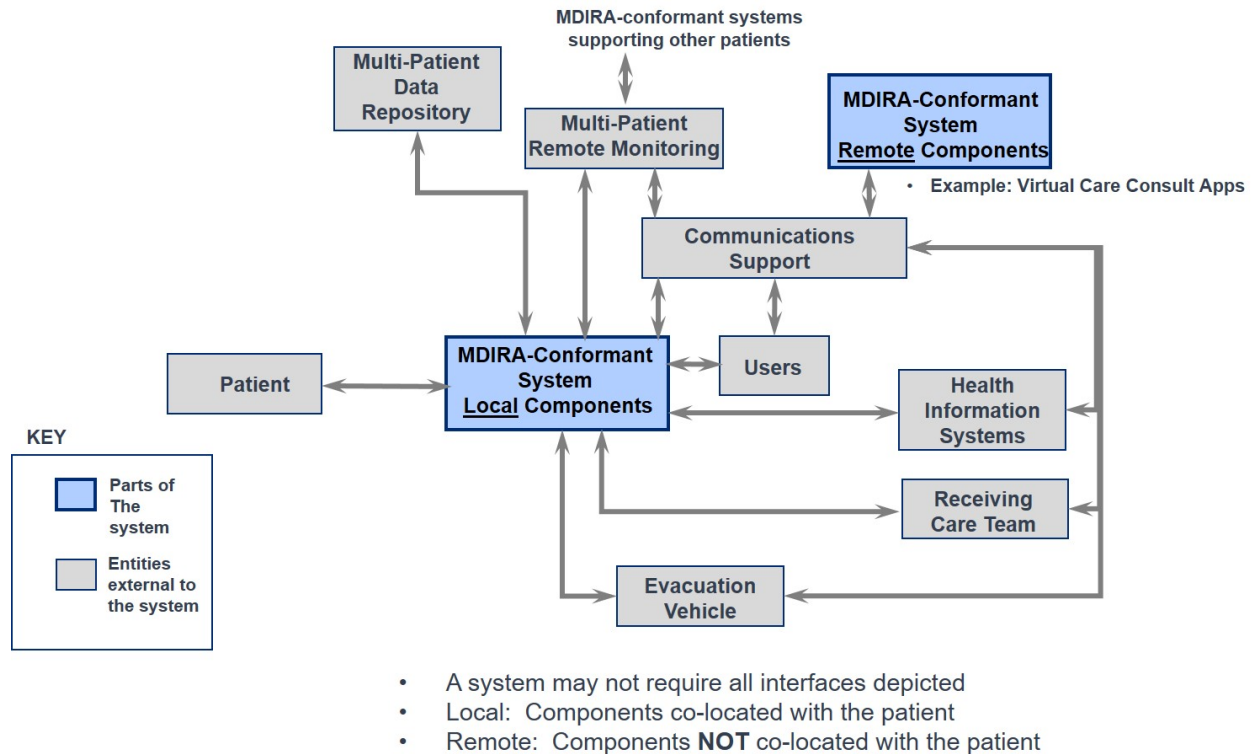 MDIRA-conformant systems
supporting other patients
Multi-Patient
Data
Repository
Multi-Patient
Remote Monitoring
MDIRA-Conformant
System
Remote Components
• Example: Virtual Care Consult Apps
Communications
Support
MDIRA-Conformant
System
Local Components
Users
Patient
Health
Information
Systems
KEY
Parts of
The
system
Entities
external to
the system
Receiving
Care Team
Evacuation
Vehicle
• A system may not require all interfaces depicted
• Local: Components co-located with the patient
• Remote: Components NOT co-located with the patient